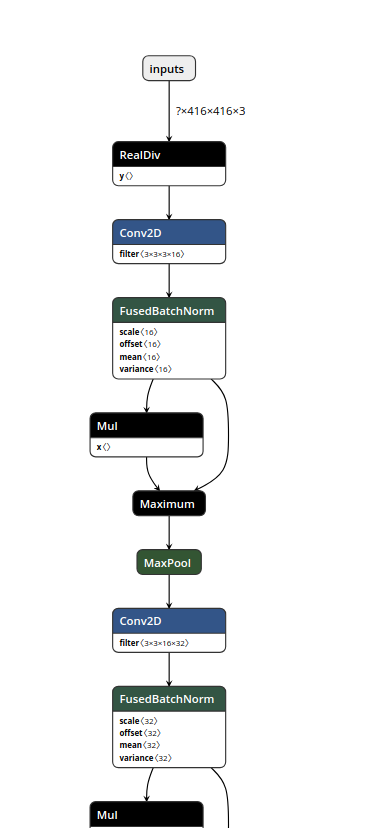 inputs
?×416×416×3
RealDiv
y⟨⟩
Conv2D
filter⟨3×3×3×16⟩
FusedBatchNorm
scale⟨16⟩
offset⟨16⟩
mean⟨16⟩
variance⟨16⟩
Mul
x⟨⟩
Maximum
MaxPool
Conv2D
filter⟨3×3×16×32⟩
FusedBatchNorm
scale⟨32⟩
offset⟨32⟩
mean⟨32⟩
variance⟨32⟩
Mul